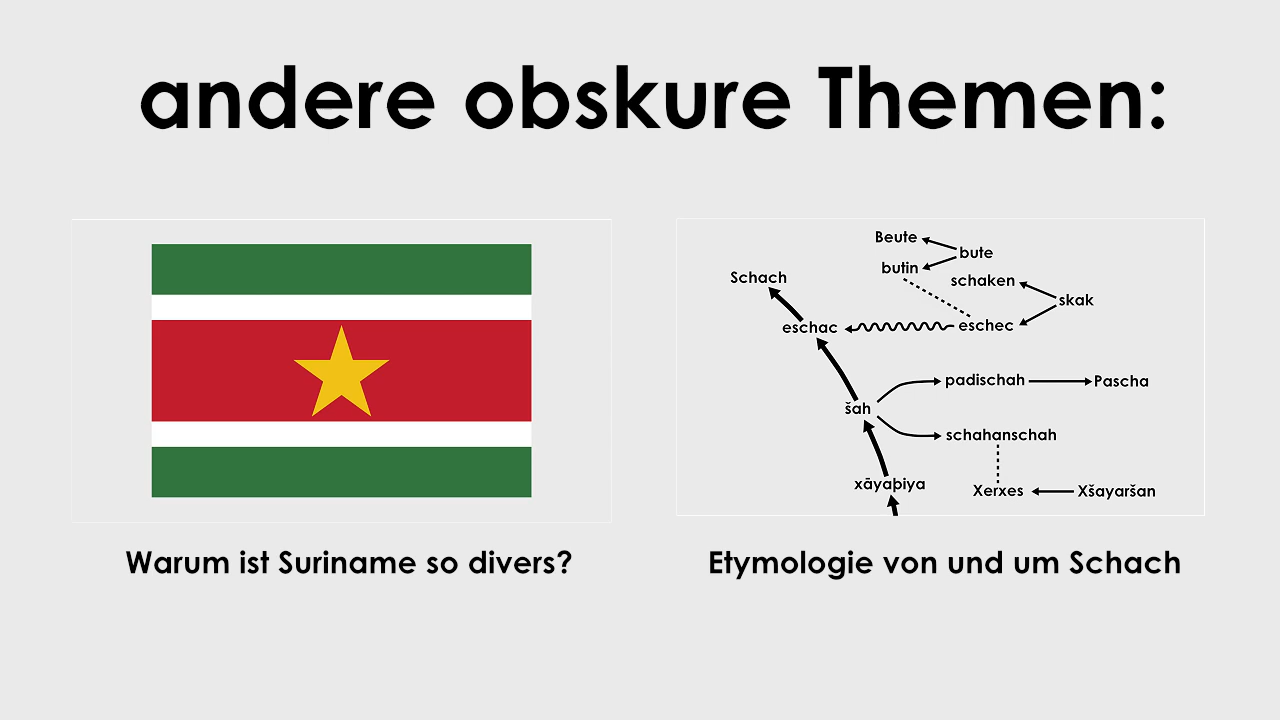 andere obskure Themen:
Beute
bute
butin
Schach
schaken
skak
eschac
eschec
padischah
Pascha
šah
schahanschah
xāyaþiya
Xerxes
Xšayaršan
Warum ist Suriname so divers?
Etymologie von und um Schach